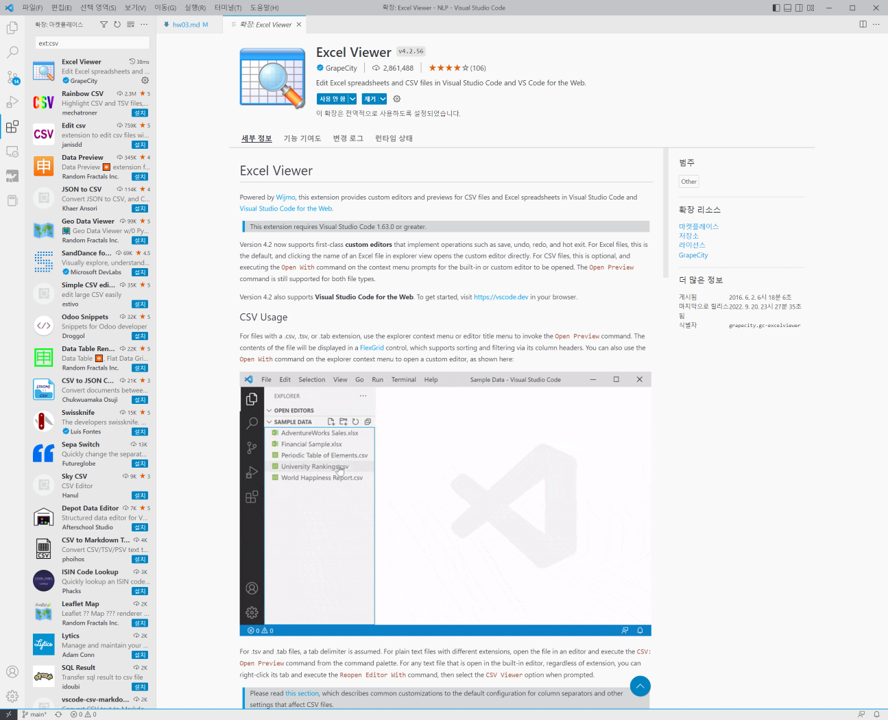 파일(F) 편집(E) 선택 영역(S) 보기(V) 이동(G) 실행(R) 터미널(T) 도움말(H)
확장: Excel Viewer - NLP - Visual Studio Code
확장: 마켓플레이스
hw03.md M
확장: Excel Viewer
ext:csv
Excel Viewer 38ms
Edit Excel spreadsheets and ...
GrapeCity
Rainbow CSV 2.3M 5
Highlight CSV and TSV files, ...
mechatroner 설치
Edit csv 759K 5
extension to edit csv files wi...
janisdd 설치
Data Preview 345K 4
Data Preview extension f...
Random Fractals Inc. 설치
JSON to CSV 114K 4
Convert JSON to CSV, and C...
Khaer Ansori 설치
Geo Data Viewer 99K 5
Geo Data Viewer w/0 Py...
Random Fractals Inc. 설치
SandDance fo... 69K 4.5
Visually explore, understand...
Microsoft DevLabs 설치
Simple CSV edi... 35K 5
edit large CSV easily
estivo 설치
Odoo Snippets 32K 5
Snippets for Odoo developer
Droggol 설치
Data Table Ren... 22K 5
Data Table Flat Data Gri...
Random Fractals Inc. 설치
CSV to JSON C... 21K 3
Convert documents betwee...
Chukwuamaka Osuji 설치
Swissknife 15K 5
The developers swissknife. ...
Luis Fontes 설치
Sepa Switch 13K
Quickly change the separat...
Futureglobe 설치
Sky CSV 9K 3
CSV Editor
Hanul 설치
Depot Data Editor 7K 5
Structured data editor for V...
Afterschool Studio 설치
CSV to Markdown T... 4K
Convert CSV/TSV/PSV text t...
phoihos 설치
ISIN Code Lookup 3K
Quickly lookup an ISIN code ...
Phacks 설치
Leaflet Map 2K
Leaflet ?? Map ??? renderer ...
Random Fractals Inc. 설치
Lytics 2K
Manage and maintain your ...
Adam Conn 설치
SQL Result 2K
Transfer sql result to csv file
idoubi 설치
vscode-csv-markdo... 2K
Excel Viewer v4.2.56
GrapeCity 2,861,488 (106)
Edit Excel spreadsheets and CSV files in Visual Studio Code and VS Code for the Web.
사용 안 함 제거
이 확장은 전역적으로 사용하도록 설정되었습니다.
세부 정보 기능 기여도 변경 로그 런타임 상태
Excel Viewer
Powered by Wijmo, this extension provides custom editors and previews for CSV files and Excel spreadsheets in Visual Studio Code and
Visual Studio Code for the Web.
This extension requires Visual Studio 1.63.0 or greater.
Version 4.2 now supports first-class custom editors that implement operations such as save, undo, redo, and hot exit. For Excel files, this is
the default, and clicking the name of an Excel file in explorer view opens the custom editor directly. For CSV files, this is optional, and
executing the Open With command on the context menu prompts for the built-in or custom editor to be opened. The Open Preview
command is still supported for both file types.
Version 4.2 also supports Visual Studio Code for the Web. To get started, visit https://vscode.dev in your browser.
CSV Usage
For files with a .csv, .tsv, or .tab extension, use the explorer context menu or editor title menu to invoke the Open Preview command. The
contents of the file will be displayed in a FlexGrid control, which supports sorting and filtering via its column headers. You can also use the
Open With command on the explorer context menu to open a custom editor, as shown here:
File Edit Selection View Go Run Terminal Help Sample Data - Visual Studio Code
EXPLORER
OPEN EDITORS
SAMPLE DATA
AdventureWorks Sales.xlsx
Financial Sample.xlsx
Periodic Table of Elements.csv
University Rankings.csv
World Happiness Report.csv
0 0
For .tsv and .tab files, a tab delimiter is assumed. For plain text files with different extensions, open the file in an editor and execute the CSV:
Open Preview command from the command palette. For any text file that is open in the built-in editor, regardless of extension, you can
right-click its tab and execute the Reopen Editor With command, then select the CSV Viewer option when prompted.
Please read this section, which describes common customizations to the default configuration for column separators and other
settings that affect CSV files.
범주
Other
확장 리소스
마켓플레이스
저장소
라이선스
GrapeCity
더 많은 정보
게시됨 2016. 6. 2. 6시 18분 6초
마지막으로 릴리스됨 2022. 9. 20. 23시 27분 35초
식별자 grapecity.gc-excelviewer
main* 0 0